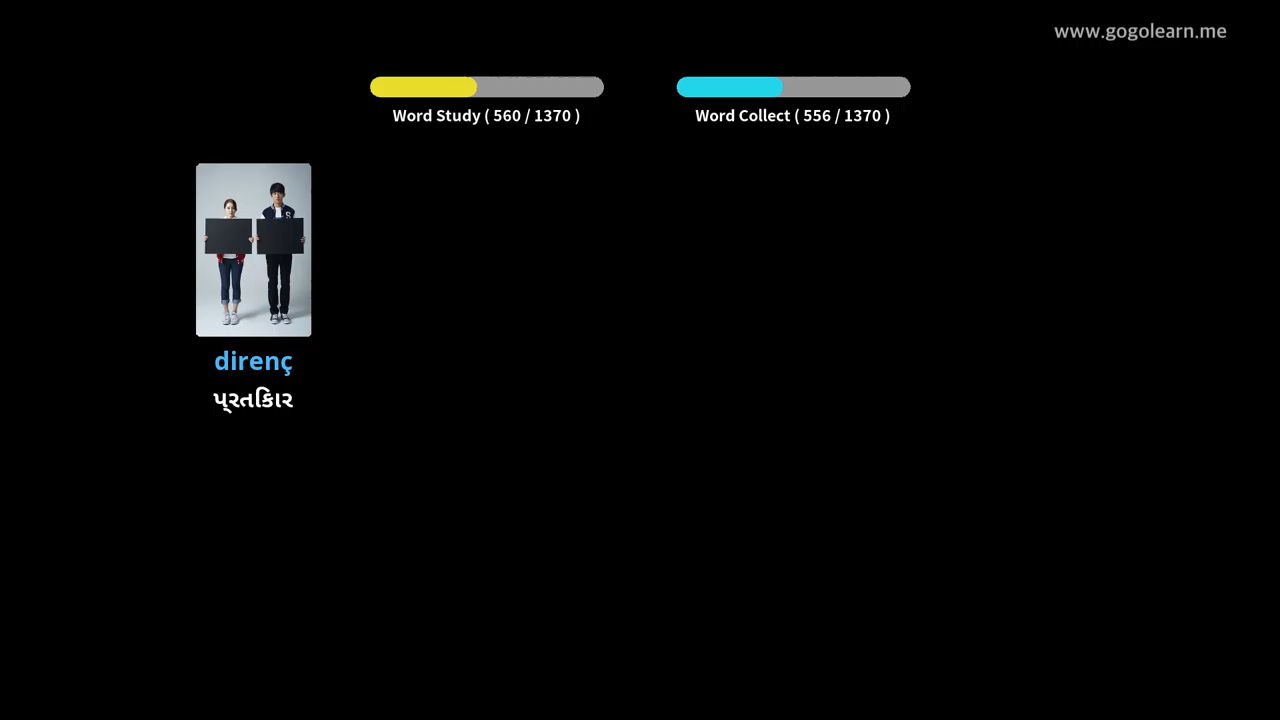 www.gogolearn.me
Word Study ( 560 / 1370 )
Word Collect ( 556 / 1370 )
direnç
પ્રતિકાર